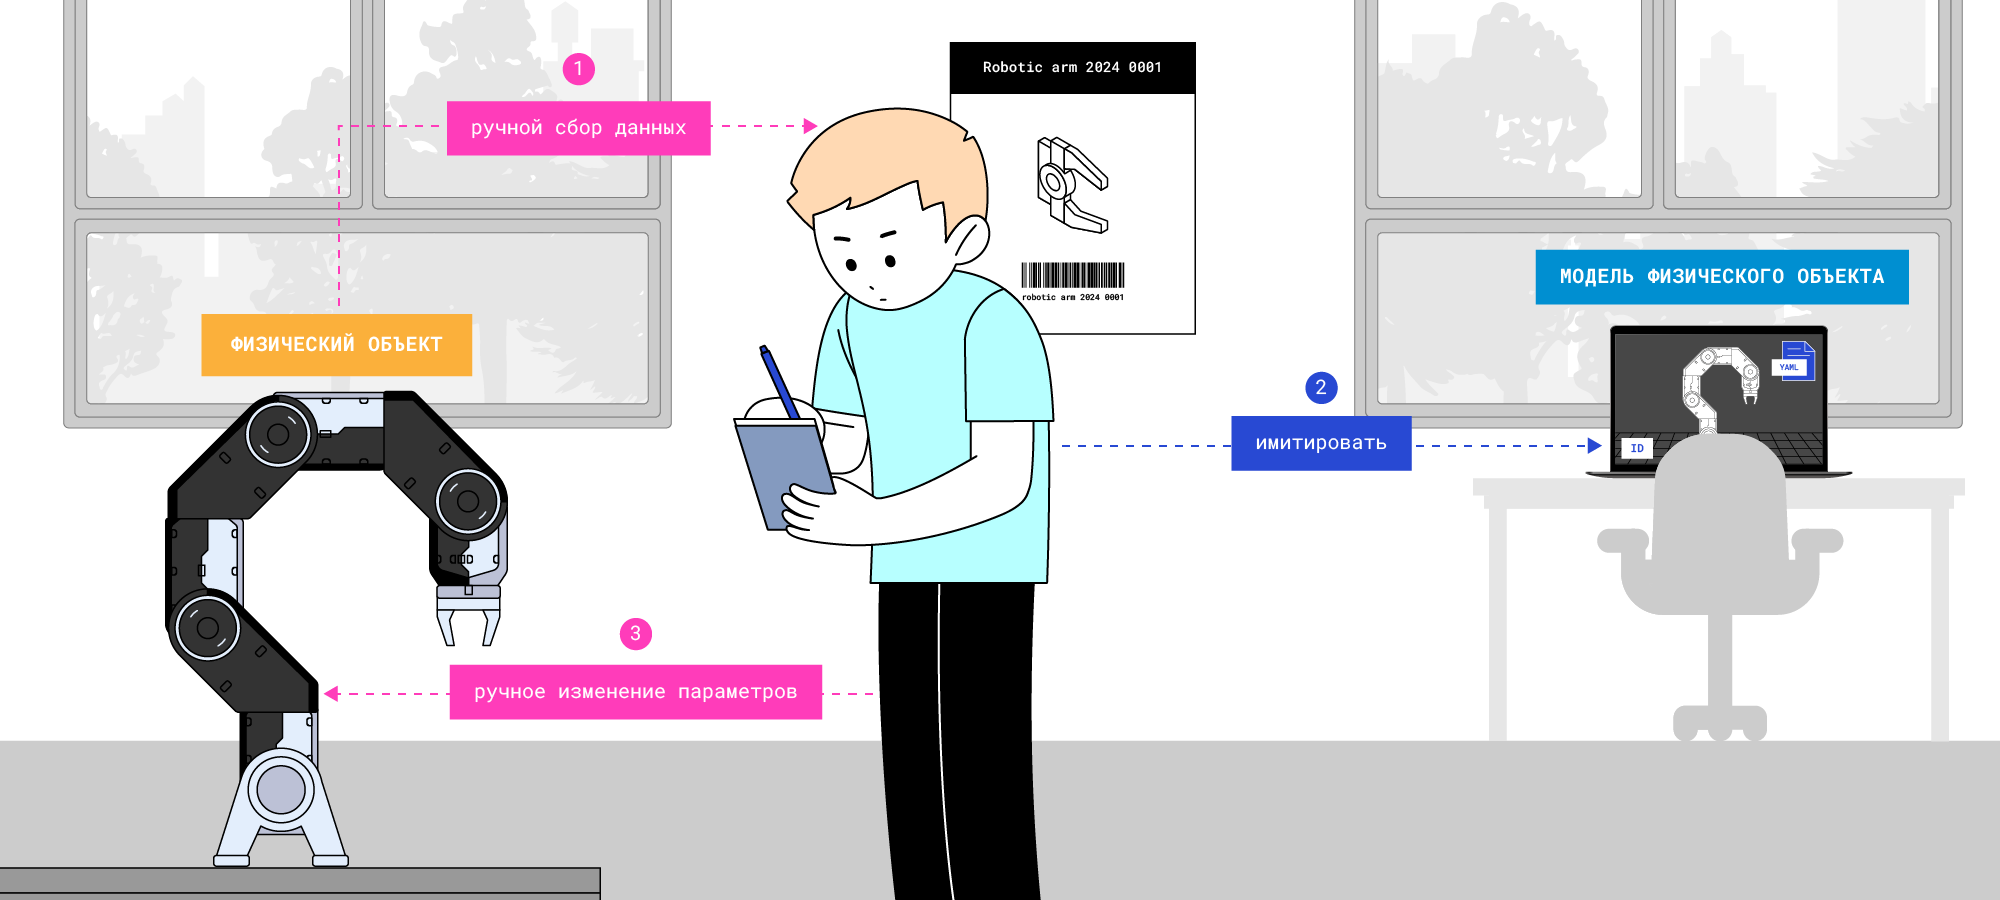 1
ручной сбор данных
Robotic arm 2024 0001
robotic arm 2024 0001
ФИЗИЧЕСКИЙ ОБЪЕКТ
МОДЕЛЬ ФИЗИЧЕСКОГО ОБЪЕКТА
YAML
ID
2
имитировать
3
ручное изменение параметров